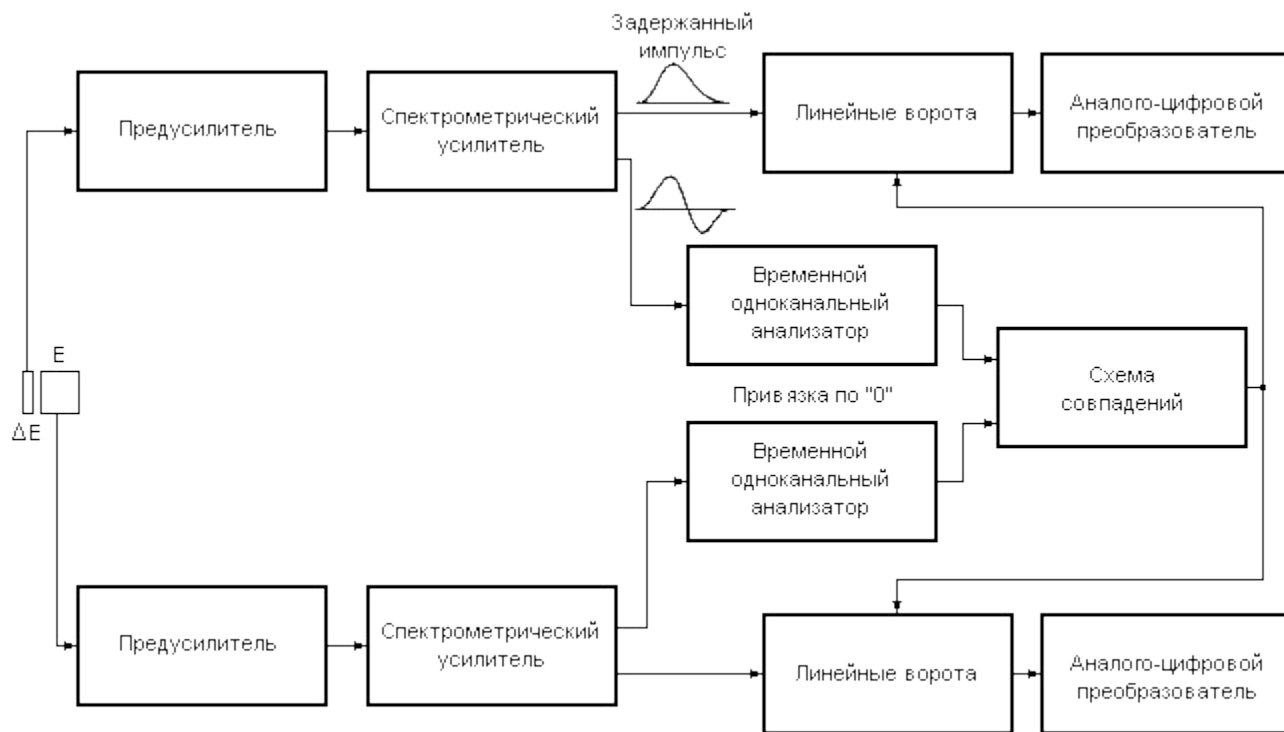 Задержанный
импульс
Предусилитель
Спектрометрический
усилитель
Линейные ворота
Аналого-цифровой
преобразователь
Временной
одноканальный
анализатор
E
ΔE
Привязка по "0"
Схема
совпадений
Временной
одноканальный
анализатор
Предусилитель
Спектрометрический
усилитель
Линейные ворота
Аналого-цифровой
преобразователь